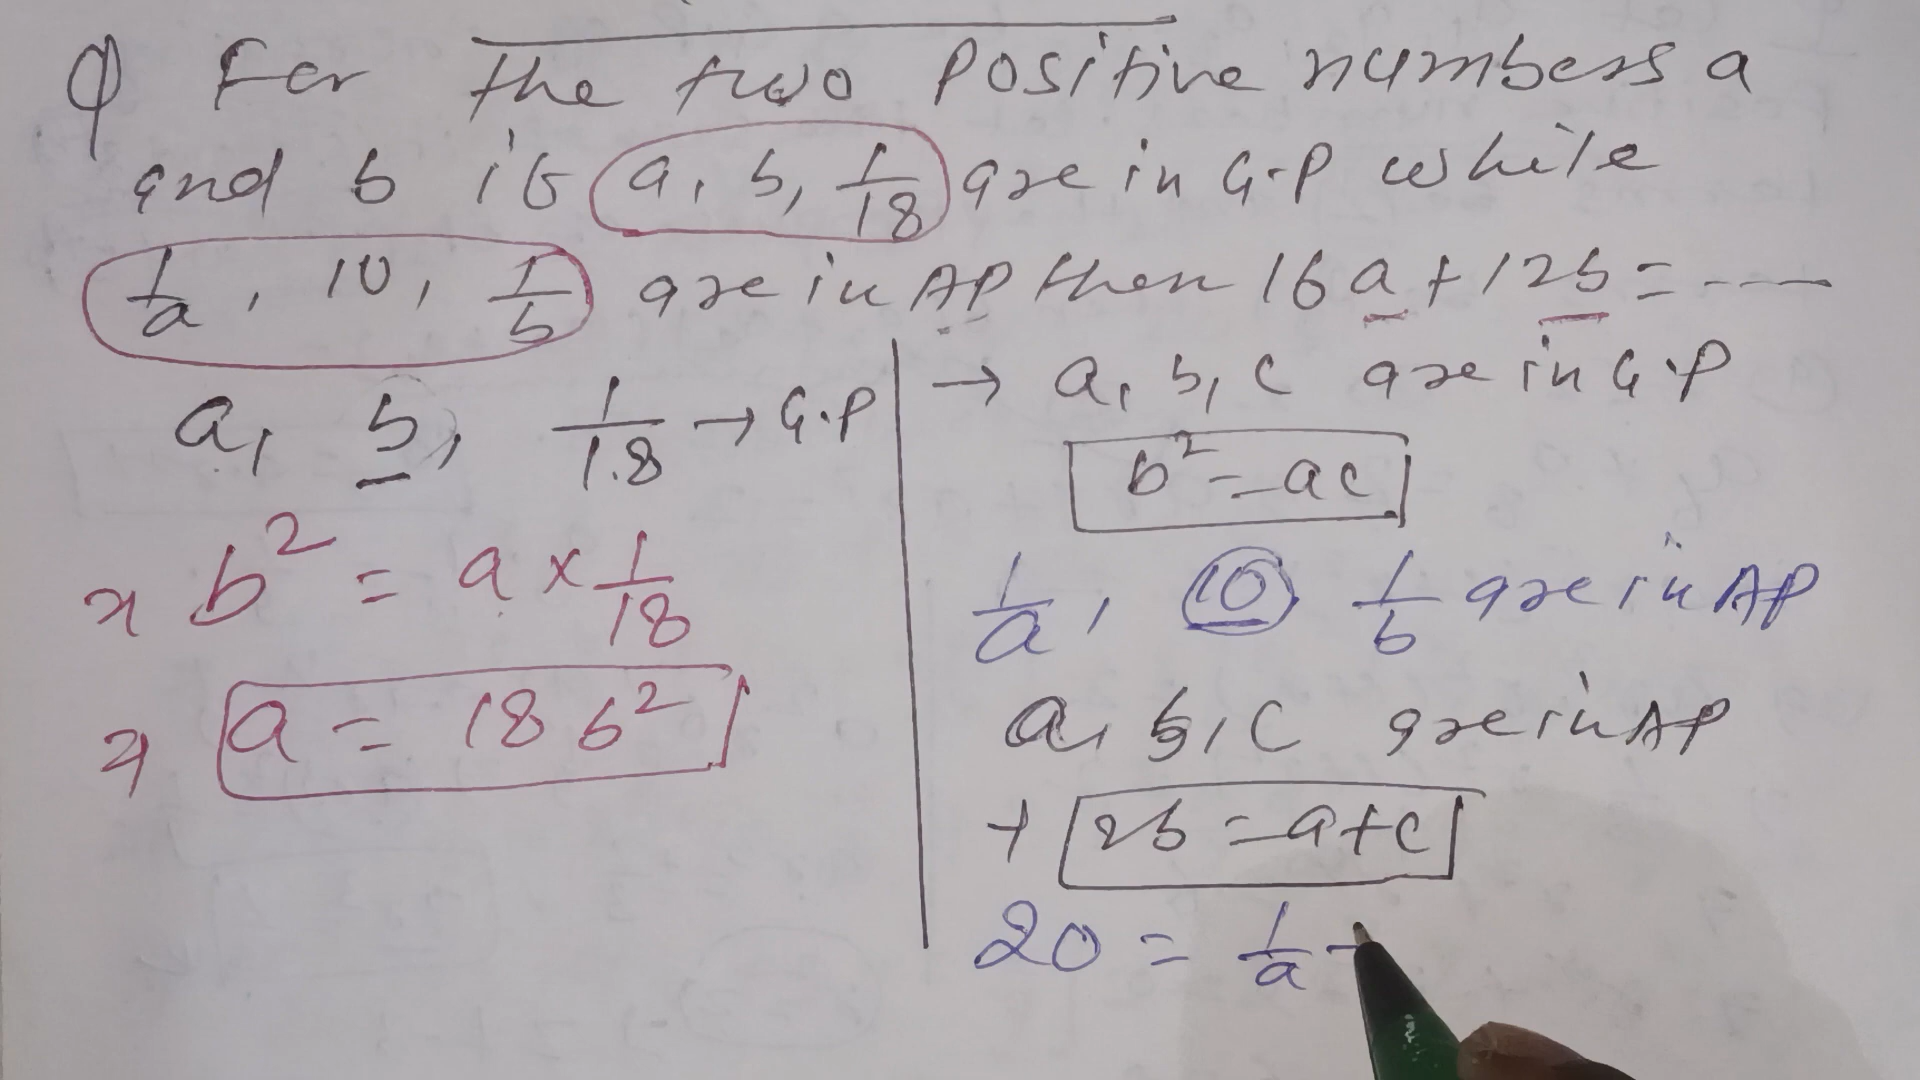 Q For the two positive numbers a
and b if a, b, 1/18 are in G.P while
1/a, 10, 1/b are in AP then 16a + 12b = ----
a, b, 1/18 → G.P
⇒ b² = a × 1/18
⇒ a = 18b²
→ a, b, c are in G.P
b² = ac
1/a, 10, 1/b are in AP
a, b, c are in AP
→ 2b = a+c
20 = 1/a -